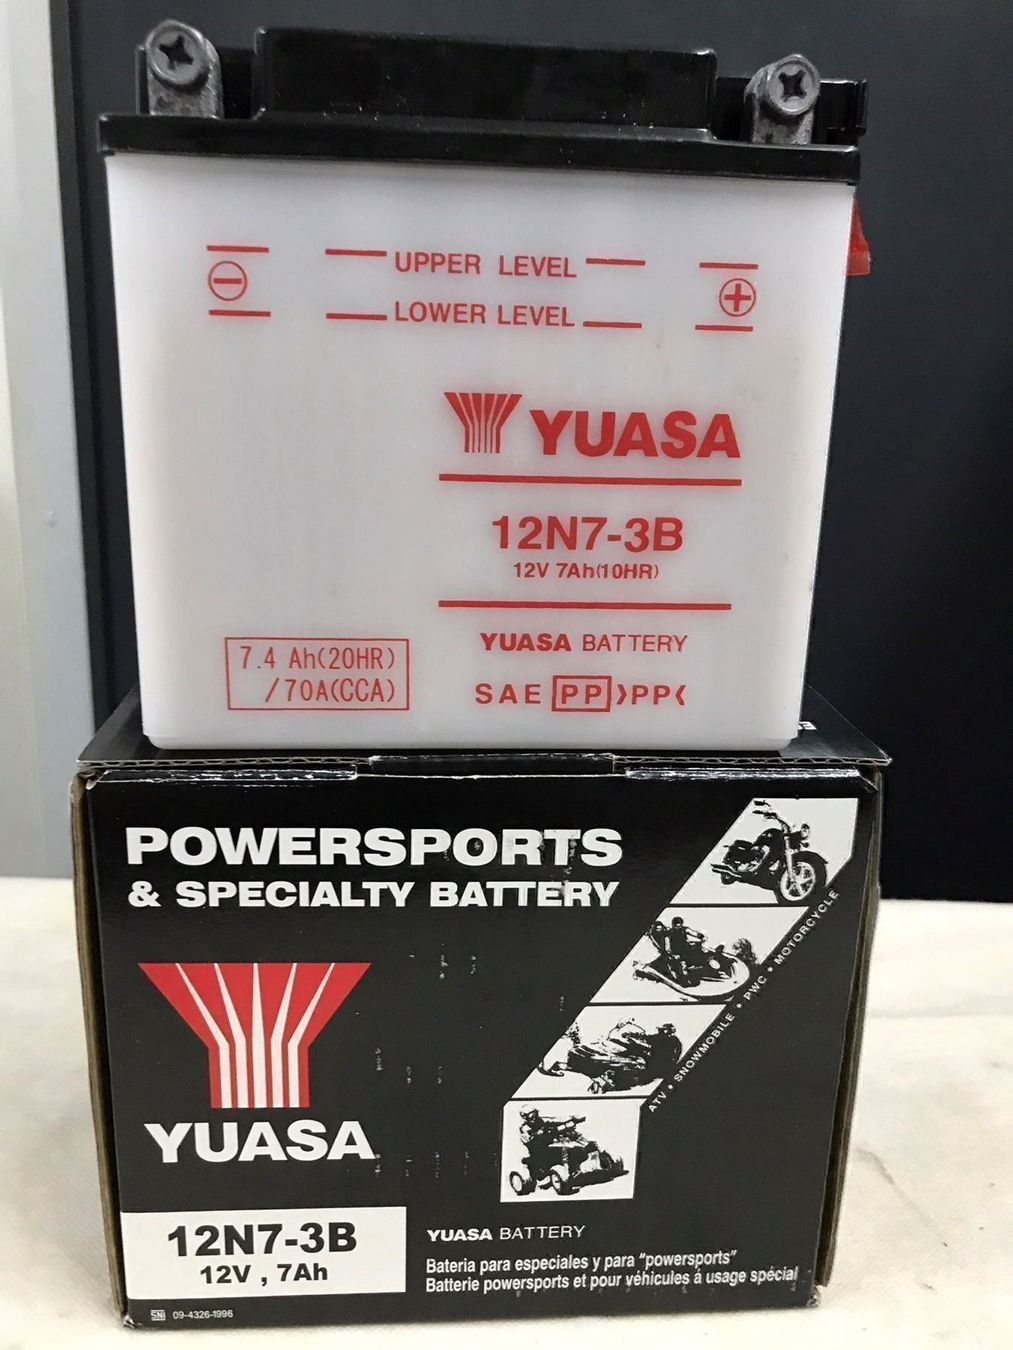 UPPER LEVEL
LOWER LEVEL
YUASA
12N7-3B
12V 7Ah(10HR)
YUASA BATTERY
7.4 Ah(20HR)
/70A(CCA)
SAE PP >PP<
POWERSPORTS
& SPECIALTY BATTERY
ATV • SNOWMOBILE • PWC • MOTORCYCLE
YUASA
12N7-3B
12V , 7Ah
YUASA BATTERY
Bateria para especiales y para "powersports"
Batterie powersports et pour véhicules á usage spécial
SNI 09-4326-1996